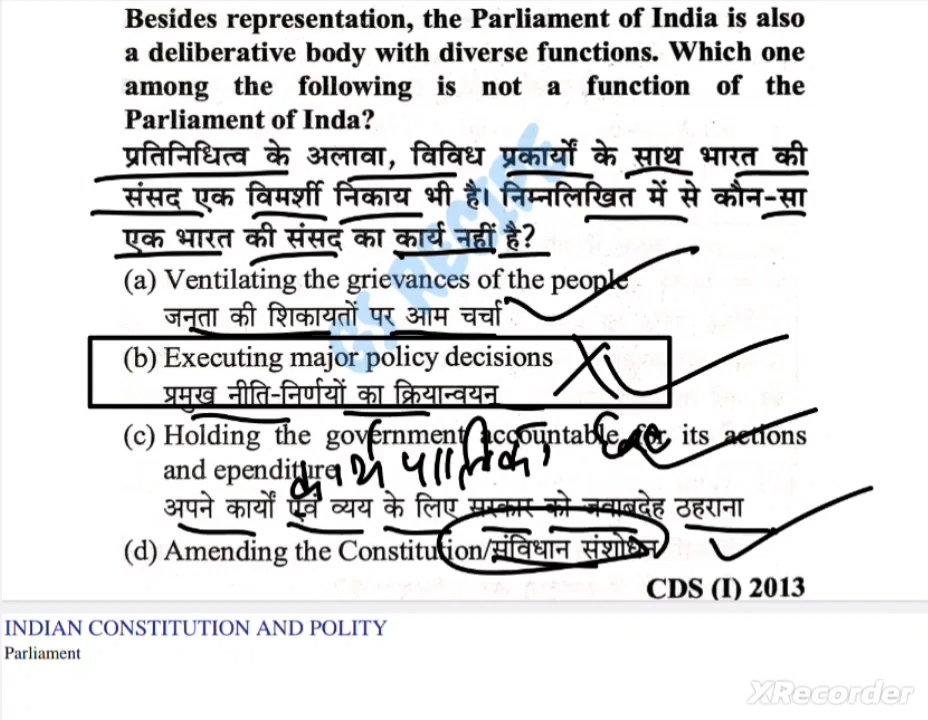 Besides representation, the Parliament of India is also
a deliberative body with diverse functions. Which one
among the following is not a function of the
Parliament of Inda?
प्रतिनिधित्व के अलावा, विविध प्रकार्यों के साथ भारत की
संसद एक विमर्शी निकाय भी है। निम्नलिखित में से कौन-सा
एक भारत की संसद का कार्य नहीं है?
(a) Ventilating the grievances of the people
जनता की शिकायतों पर आम चर्चा
(b) Executing major policy decisions
प्रमुख नीति-निर्णयों का क्रियान्वयन
(c) Holding the government accountable for its actions
and ependiture
कार्यपालिका
अपने कार्यों एवं व्यय के लिए सरकार को जवाबदेह ठहराना
(d) Amending the Constitution/संविधान संशोधन
CDS (I) 2013
GS RECIPE
INDIAN CONSTITUTION AND POLITY
Parliament
XRecorder